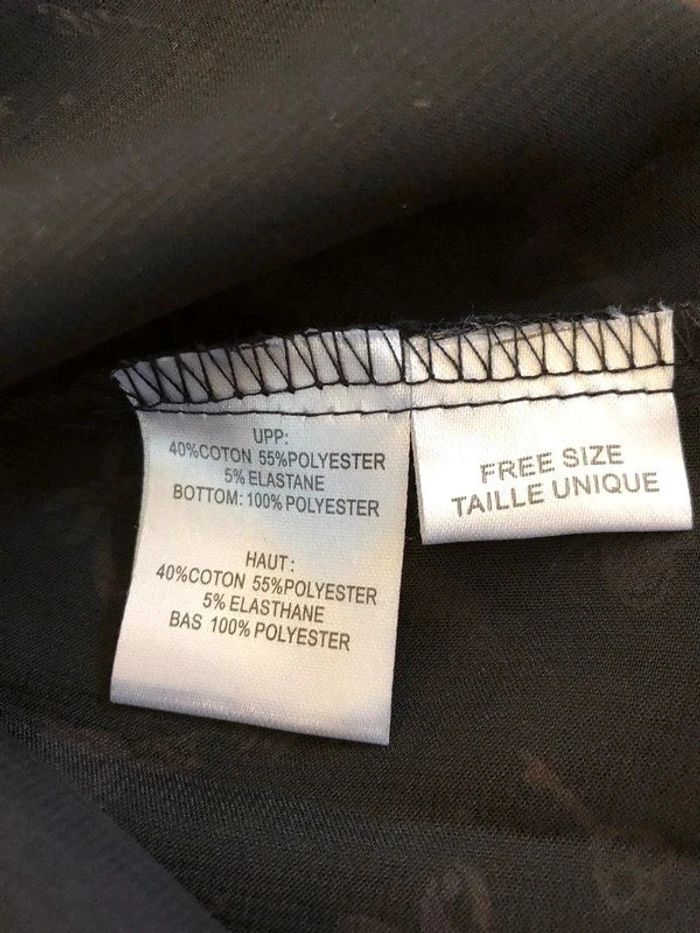 UPP:
40%COTON 55%POLYESTER
5% ELASTANE
BOTTOM: 100% POLYESTER
HAUT:
40%COTON 55%POLYESTER
5% ELASTHANE
BAS 100% POLYESTER
FREE SIZE
TAILLE UNIQUE